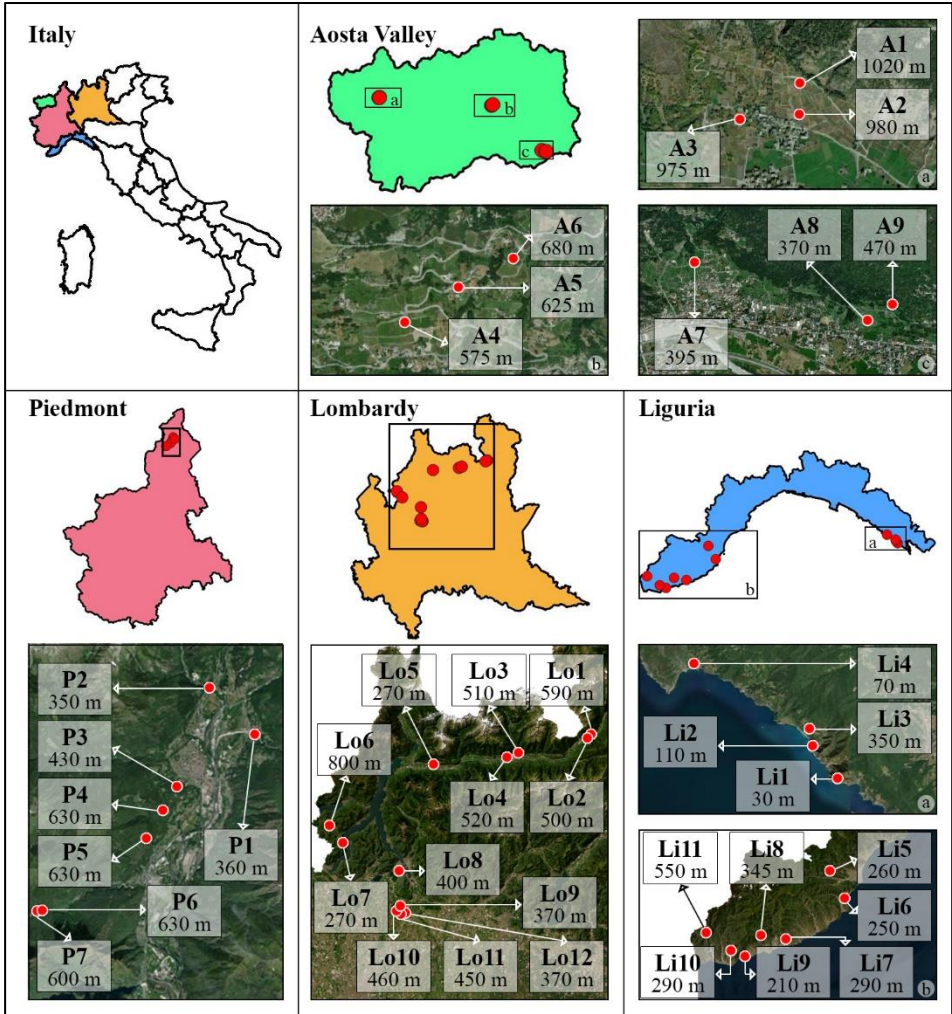 Italy
Aosta Valley
a
b
c
A1
1020 m
A2
980 m
A3
975 m
a
A6
680 m
A5
625 m
A4
575 m
b
A8
370 m
A9
470 m
A7
395 m
c
Piedmont
P2
350 m
P3
430 m
P4
630 m
P5
630 m
P1
360 m
P6
630 m
P7
600 m
Lombardy
Lo5
270 m
Lo3
510 m
Lo1
590 m
Lo6
800 m
Lo4
520 m
Lo2
500 m
Lo8
400 m
Lo7
270 m
Lo9
370 m
Lo10
460 m
Lo11
450 m
Lo12
370 m
Liguria
a
b
Li4
70 m
Li3
350 m
Li2
110 m
Li1
30 m
a
Li11
550 m
Li8
345 m
Li5
260 m
Li6
250 m
Li10
290 m
Li9
210 m
Li7
290 m
b